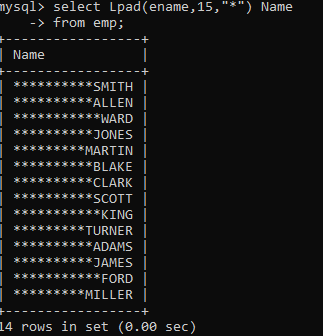 mysql> select Lpad(ename,15,"*") Name
    -> from emp;
+-----------------+
| Name            |
+-----------------+
| **********SMITH |
| **********ALLEN |
| ***********WARD |
| **********JONES |
| *********MARTIN |
| **********BLAKE |
| **********CLARK |
| **********SCOTT |
| ***********KING |
| *********TURNER |
| **********ADAMS |
| **********JAMES |
| ***********FORD |
| *********MILLER |
+-----------------+
14 rows in set (0.00 sec)